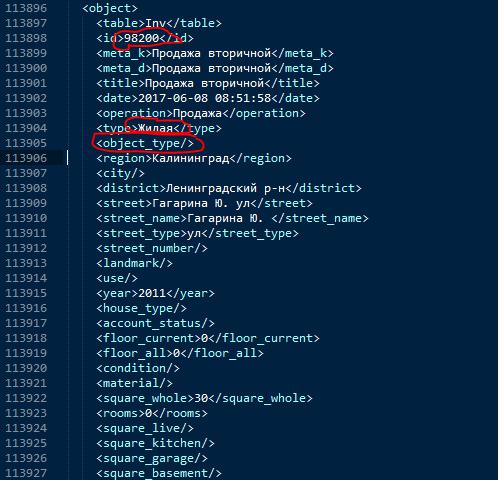 113896 <object>
113897 <table>Inv</table>
113898 <id>98200</id>
113899 <meta_k>Продажа вторичной</meta_k>
113900 <meta_d>Продажа вторичной</meta_d>
113901 <title>Продажа вторичной</title>
113902 <date>2017-06-08 08:51:58</date>
113903 <operation>Продажа</operation>
113904 <type>Жилая</type>
113905 <object_type/>
113906 <region>Калининград</region>
113907 <city/>
113908 <district>Ленинградский р-н</district>
113909 <street>Гагарина Ю. ул</street>
113910 <street_name>Гагарина Ю. </street_name>
113911 <street_type>ул</street_type>
113912 <street_number/>
113913 <landmark/>
113914 <use/>
113915 <year>2011</year>
113916 <house_type/>
113917 <account_status/>
113918 <floor_current>0</floor_current>
113919 <floor_all>0</floor_all>
113920 <condition/>
113921 <material/>
113922 <square_whole>30</square_whole>
113923 <rooms>0</rooms>
113924 <square_live/>
113925 <square_kitchen/>
113926 <square_garage/>
113927 <square_basement/>